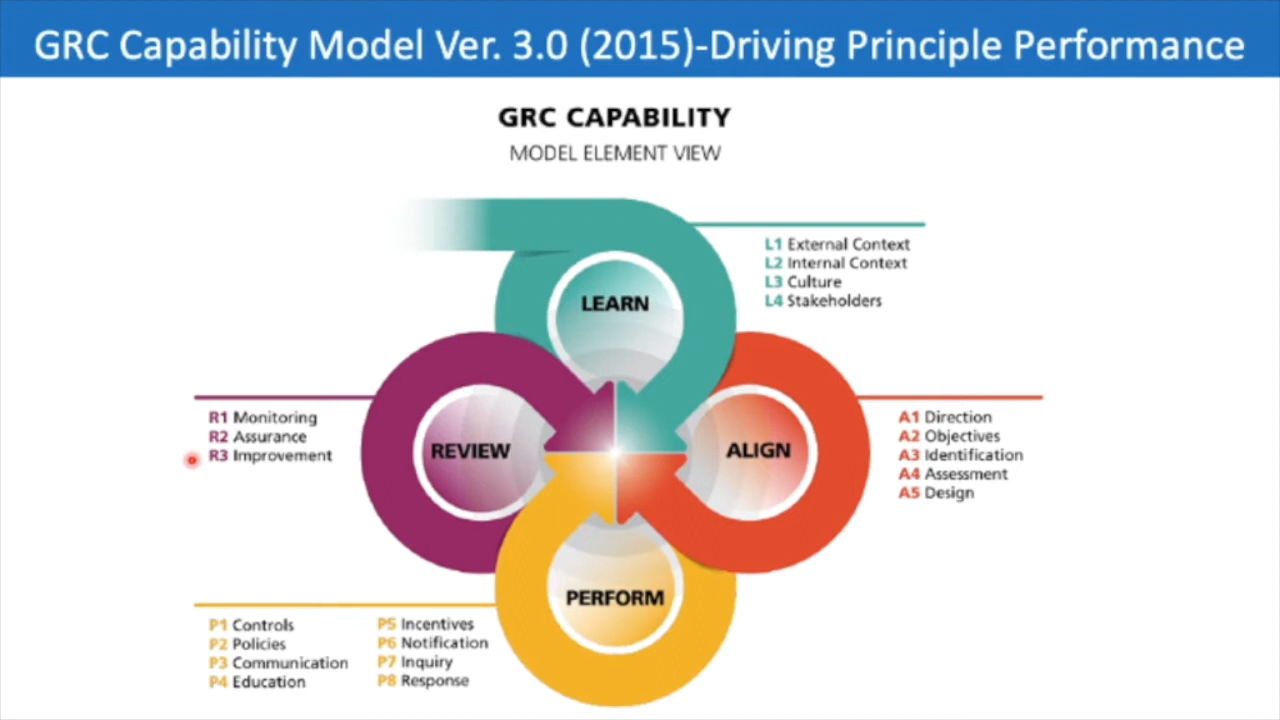 GRC Capability Model Ver. 3.0 (2015)-Driving Principle Performance
GRC CAPABILITY
MODEL ELEMENT VIEW
LEARN
L1 External Context
L2 Internal Context
L3 Culture
L4 Stakeholders
REVIEW
R1 Monitoring
R2 Assurance
R3 Improvement
ALIGN
A1 Direction
A2 Objectives
A3 Identification
A4 Assessment
A5 Design
PERFORM
P1 Controls
P2 Policies
P3 Communication
P4 Education
P5 Incentives
P6 Notification
P7 Inquiry
P8 Response